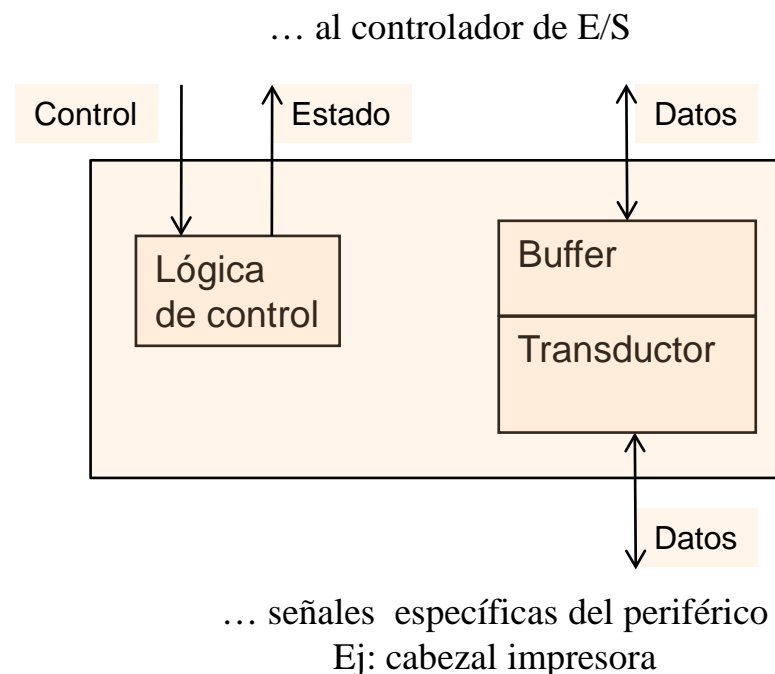 … al controlador de E/S
Control
Estado
Datos
Lógica
de control
Buffer
Transductor
Datos
… señales específicas del periférico
Ej: cabezal impresora